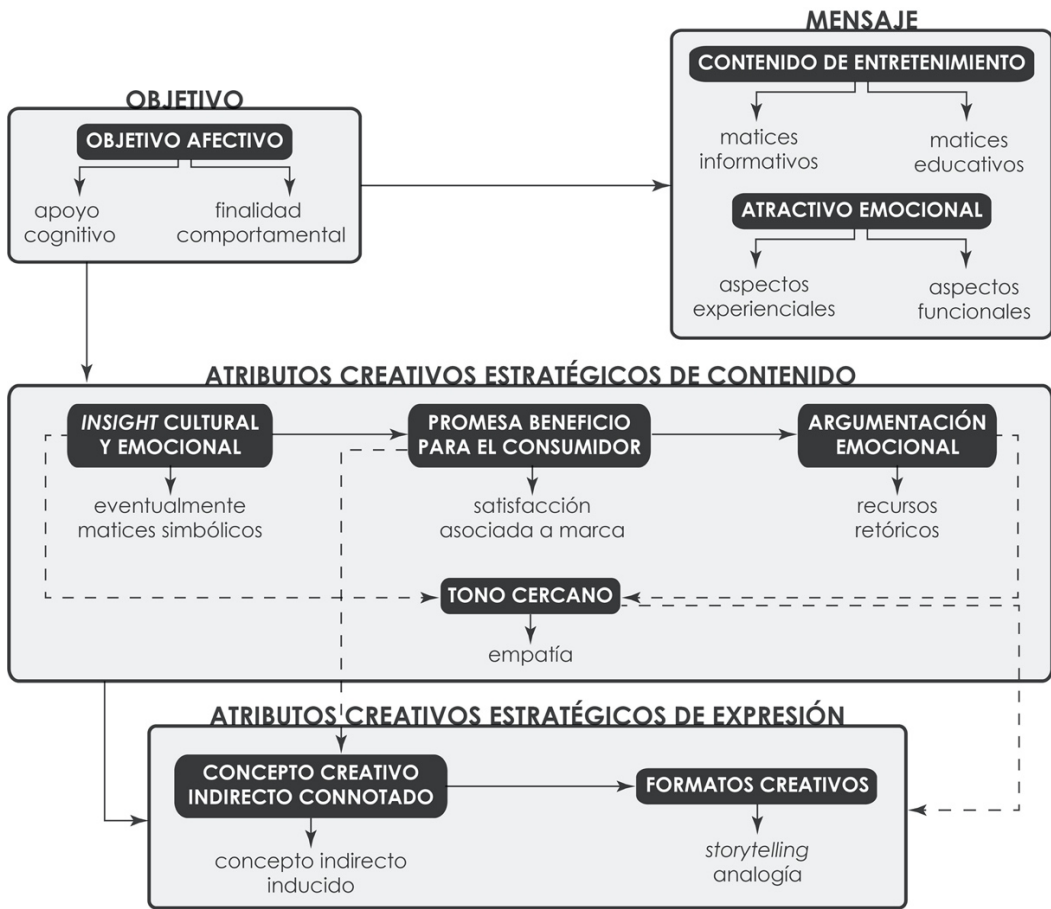 OBJETIVO
OBJETIVO AFECTIVO
apoyo
cognitivo
finalidad
comportamental
MENSAJE
CONTENIDO DE ENTRETENIMIENTO
matices
informativos
matices
educativos
ATRACTIVO EMOCIONAL
aspectos
experienciales
aspectos
funcionales
ATRIBUTOS CREATIVOS ESTRATÉGICOS DE CONTENIDO
INSIGHT CULTURAL
Y EMOCIONAL
eventualmente
matices simbólicos
PROMESA BENEFICIO
PARA EL CONSUMIDOR
satisfacción
asociada a marca
ARGUMENTACIÓN
EMOCIONAL
recursos
retóricos
TONO CERCANO
empatía
ATRIBUTOS CREATIVOS ESTRATÉGICOS DE EXPRESIÓN
CONCEPTO CREATIVO
INDIRECTO CONNOTADO
concepto indirecto
inducido
FORMATOS CREATIVOS
storytelling
analogía